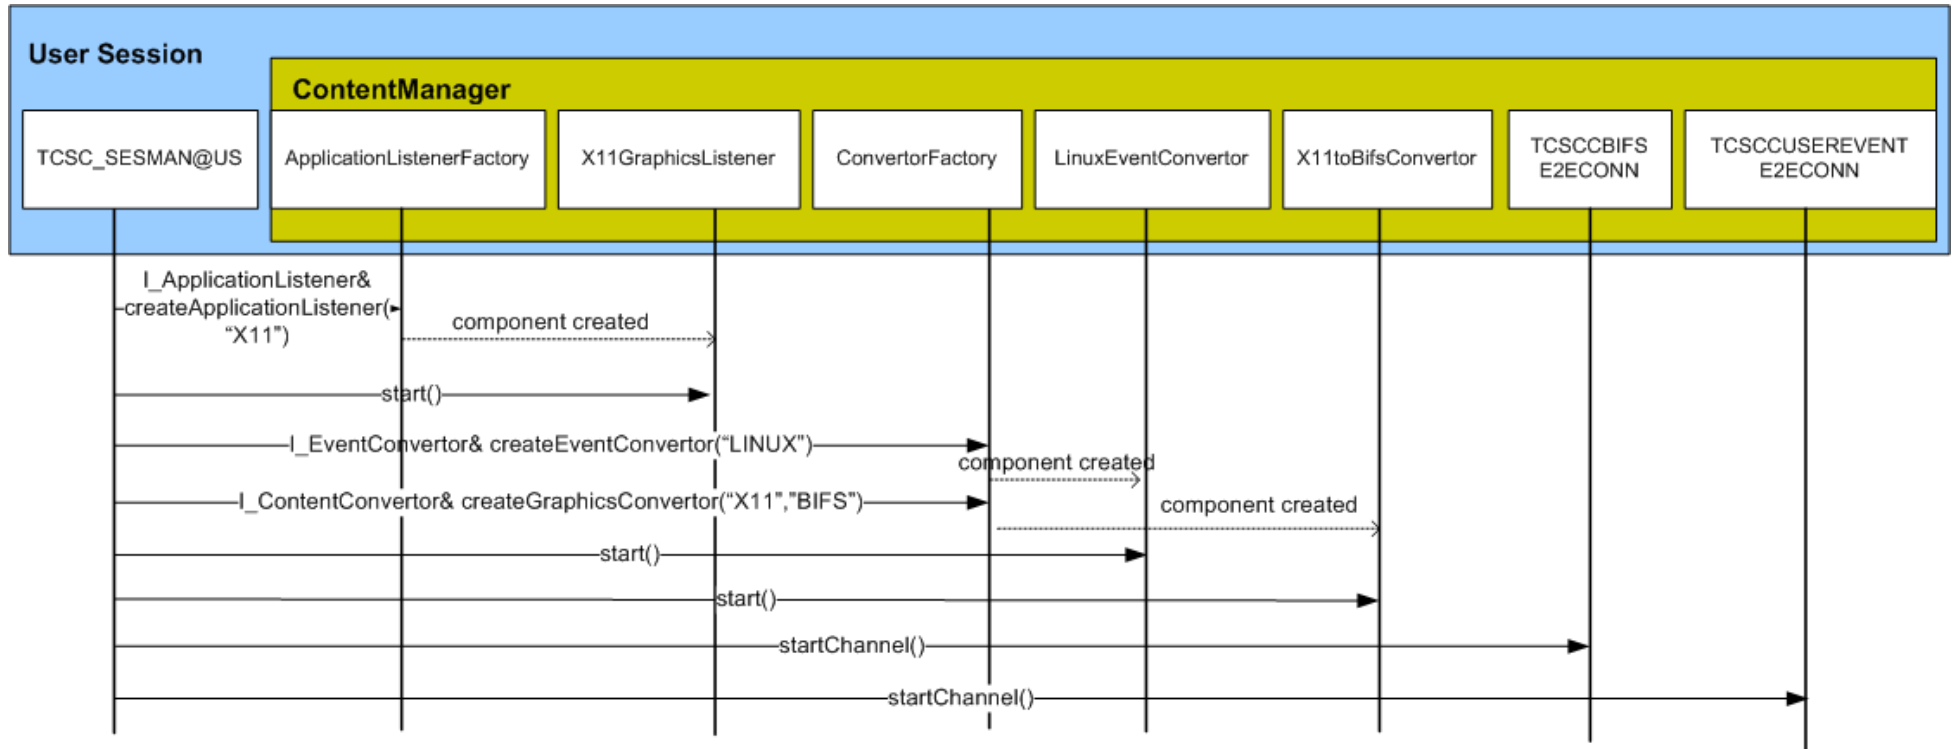 User Session
ContentManager
TCSC_SESMAN@US
ApplicationListenerFactory
X11GraphicsListener
ConvertorFactory
LinuxEventConvertor
X11toBifsConvertor
TCSCCBIFS
E2ECONN
TCSCCUSEREVENT
E2ECONN
I_ApplicationListener&
createApplicationListener(
“X11”)
component created
start()
I_EventConvertor& createEventConvertor(“LINUX”)
component created
I_ContentConvertor& createGraphicsConvertor(“X11”,"BIFS”)
component created
start()
start()
startChannel()
startChannel()